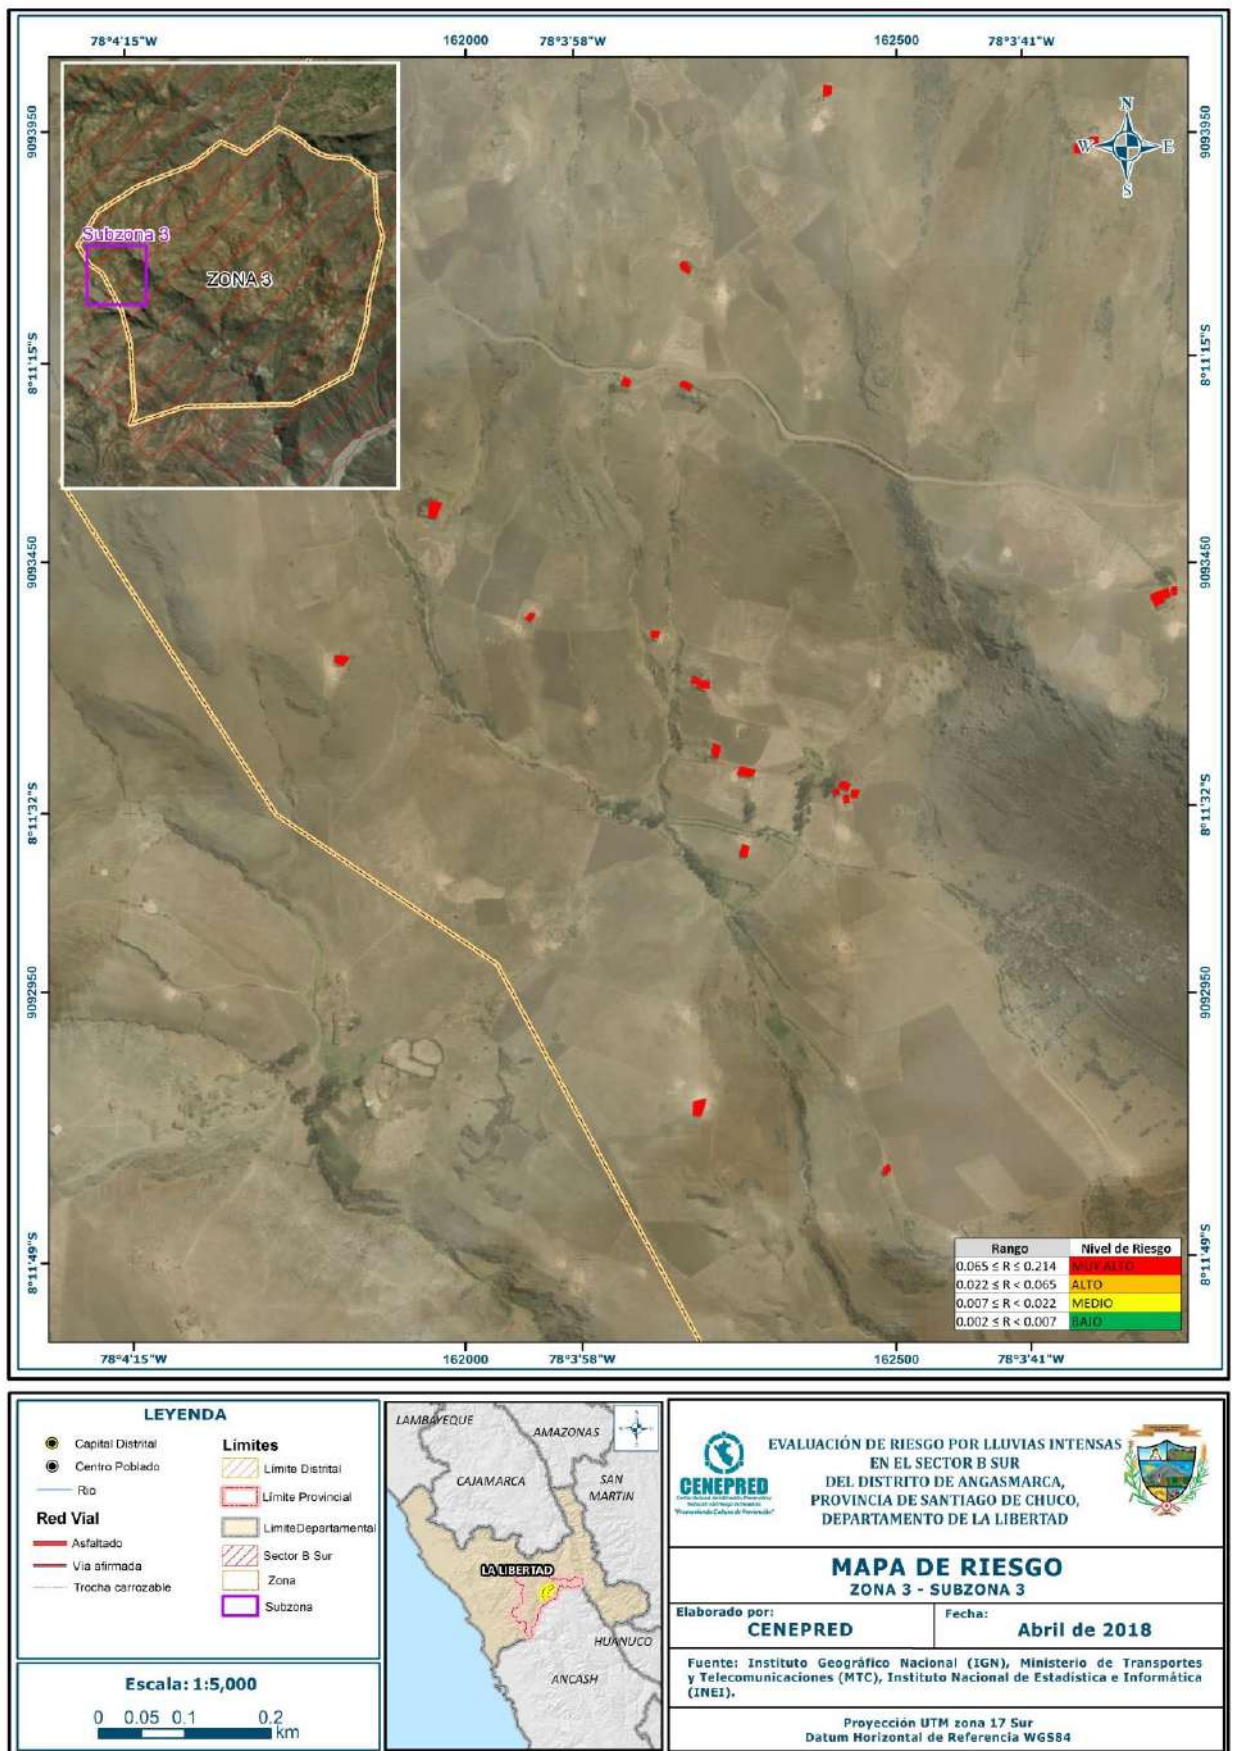 78°4'15"W
162000
78°3'58"W
162500
78°3'41"W
9093950
9093950
N
W
E
S
Subzona 3
ZONA 3
8°11'15"S
8°11'15"S
9093450
9093450
8°11'32"S
8°11'32"S
9092950
9092950
8°11'49"S
8°11'49"S
Rango Nivel de Riesgo
0.065 ≤ R ≤ 0.214 MUY ALTO
0.022 ≤ R < 0.065 ALTO
0.007 ≤ R < 0.022 MEDIO
0.002 ≤ R < 0.007 BAJO
78°4'15"W
162000
78°3'58"W
162500
78°3'41"W
LEYENDA
Capital Distrital
Centro Poblado
Rio
Red Vial
Asfaltado
Via afirmada
Trocha carrozable
Límites
Límite Distrital
Límite Provincial
LimiteDepartamental
Sector B Sur
Zona
Subzona
Escala: 1:5,000
0 0.05 0.1 0.2
km
LAMBAYEQUE
AMAZONAS
CAJAMARCA
SAN
MARTIN
LA LIBERTAD
HUANUCO
ANCASH
CENEPRED
EVALUACIÓN DE RIESGO POR LLUVIAS INTENSAS
EN EL SECTOR B SUR
DEL DISTRITO DE ANGASMARCA,
PROVINCIA DE SANTIAGO DE CHUCO,
DEPARTAMENTO DE LA LIBERTAD
MAPA DE RIESGO
ZONA 3 - SUBZONA 3
Elaborado por:
CENEPRED
Fecha:
Abril de 2018
Fuente: Instituto Geográfico Nacional (IGN), Ministerio de Transportes
y Telecomunicaciones (MTC), Instituto Nacional de Estadística e Informática
(INEI).
Proyección UTM zona 17 Sur
Datum Horizontal de Referencia WGS84